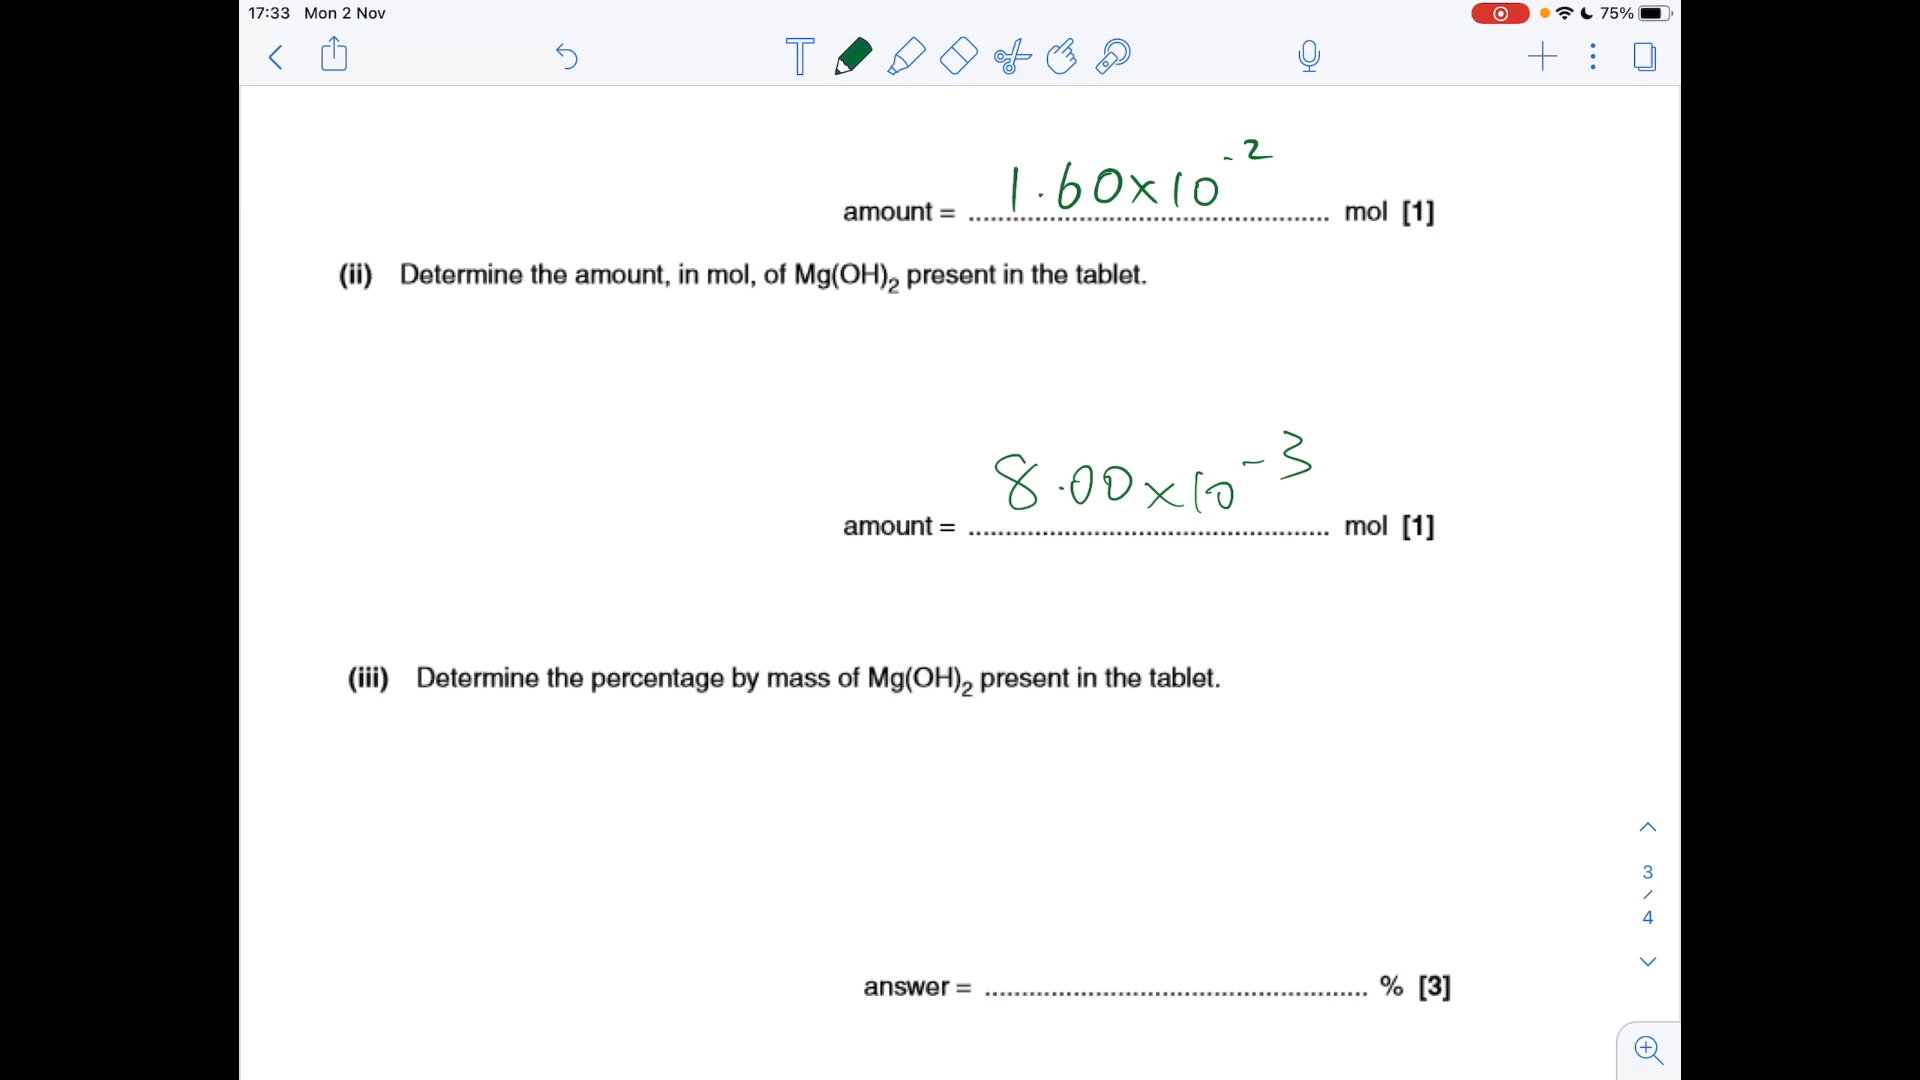 17:33 Mon 2 Nov 75%
T
1.60×10⁻²
amount = .................................................. mol [1]
(ii) Determine the amount, in mol, of Mg(OH)₂ present in the tablet.
8.00×10⁻³
amount = .................................................. mol [1]
(iii) Determine the percentage by mass of Mg(OH)₂ present in the tablet.
3
/
4
answer = ..................................................... % [3]